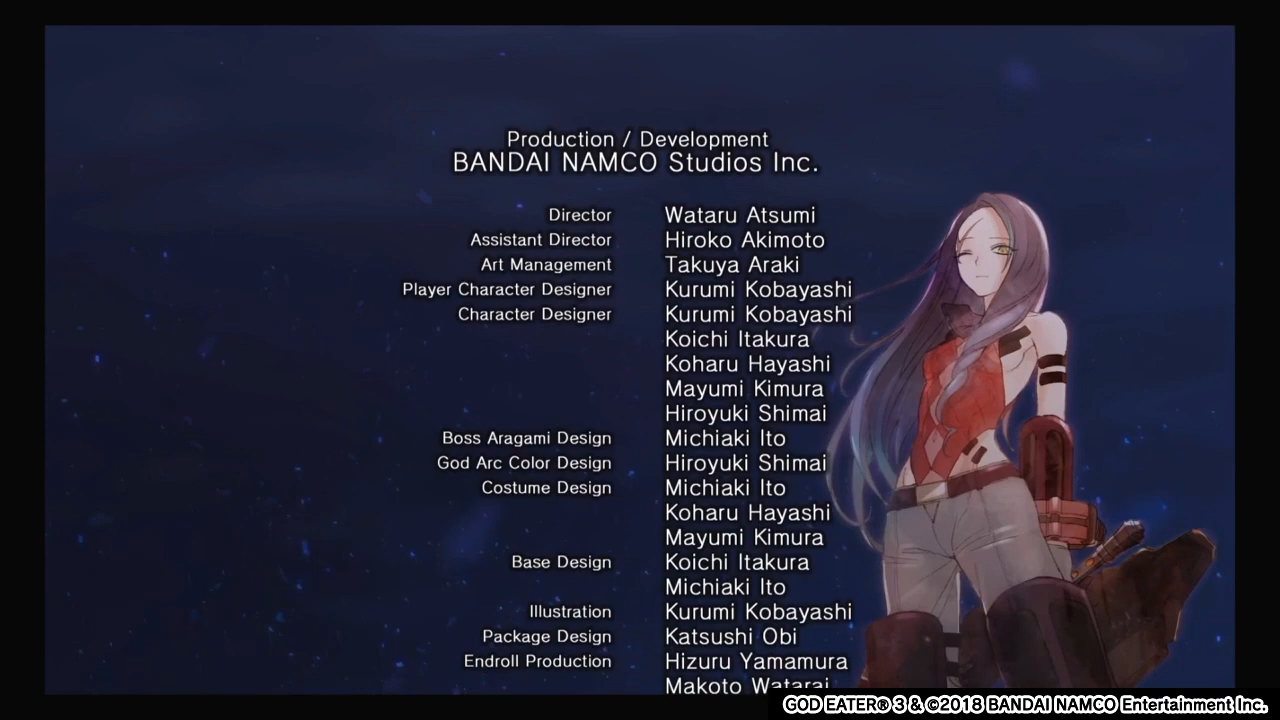 Production / Development
BANDAI NAMCO Studios Inc.
Director Wataru Atsumi
Assistant Director Hiroko Akimoto
Art Management Takuya Araki
Player Character Designer Kurumi Kobayashi
Character Designer Kurumi Kobayashi
Koichi Itakura
Koharu Hayashi
Mayumi Kimura
Hiroyuki Shimai
Boss Aragami Design Michiaki Ito
God Arc Color Design Hiroyuki Shimai
Costume Design Michiaki Ito
Koharu Hayashi
Mayumi Kimura
Base Design Koichi Itakura
Michiaki Ito
Illustration Kurumi Kobayashi
Package Design Katsushi Obi
Endroll Production Hizuru Yamamura
Makoto Watarai
GOD EATER® 3 & ©2018 BANDAI NAMCO Entertainment Inc.